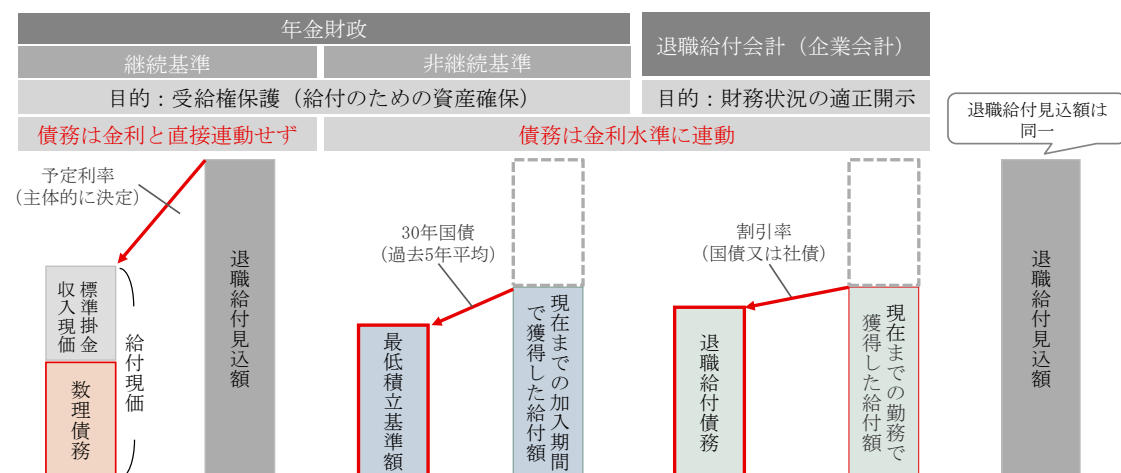 年金財政
退職給付会計（企業会計）
継続基準
非継続基準
目的：受給権保護（給付のための資産確保）
目的：財務状況の適正開示
債務は金利と直接連動せず
債務は金利水準に連動
退職給付見込額は
同一
予定利率
（主体的に決定）
標準掛金
収入現価
数理債務
給付現価
退職給付見込額
30年国債
（過去5年平均）
最低積立基準額
現在までの加入期間
で獲得した給付額
割引率
（国債又は社債）
退職給付債務
現在までの勤務で
獲得した給付額
退職給付見込額